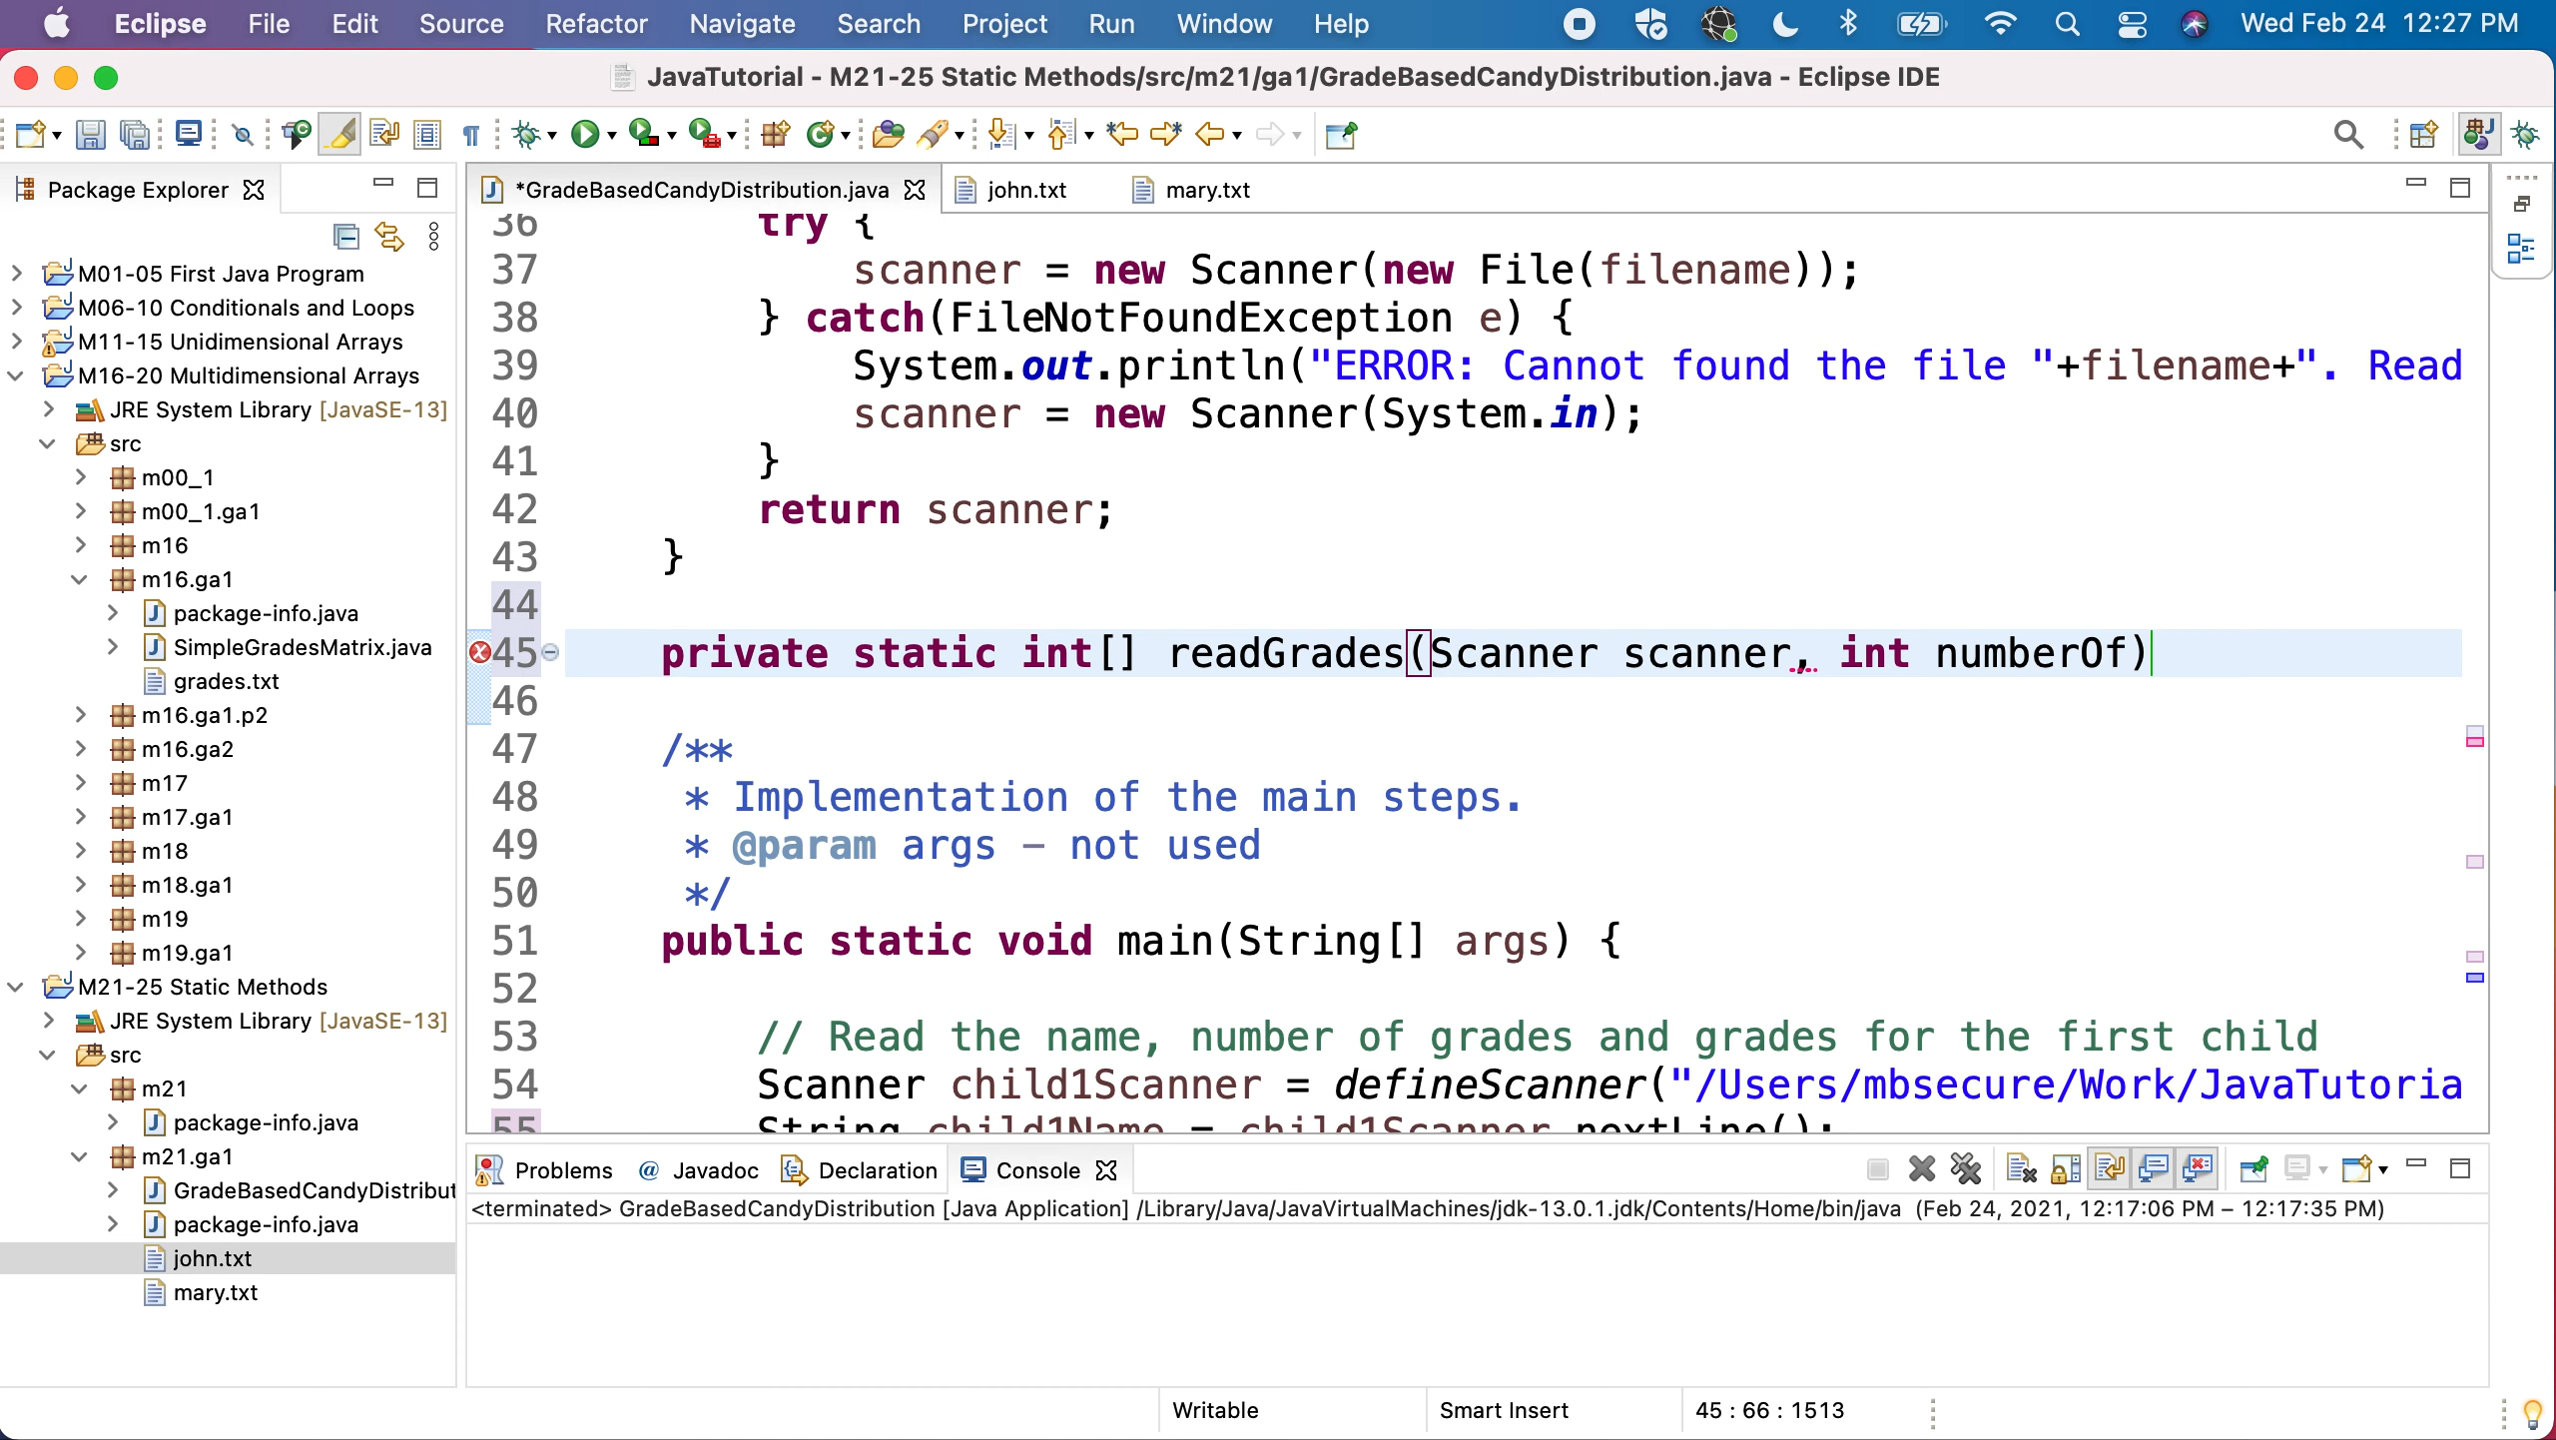 Eclipse File Edit Source Refactor Navigate Search Project Run Window Help Wed Feb 24 12:27 PM
JavaTutorial - M21-25 Static Methods/src/m21/ga1/GradeBasedCandyDistribution.java - Eclipse IDE
Package Explorer
M01-05 First Java Program
M06-10 Conditionals and Loops
M11-15 Unidimensional Arrays
M16-20 Multidimensional Arrays
JRE System Library [JavaSE-13]
src
m00_1
m00_1.ga1
m16
m16.ga1
package-info.java
SimpleGradesMatrix.java
grades.txt
m16.ga1.p2
m16.ga2
m17
m17.ga1
m18
m18.ga1
m19
m19.ga1
M21-25 Static Methods
JRE System Library [JavaSE-13]
src
m21
package-info.java
m21.ga1
GradeBasedCandyDistribut
package-info.java
john.txt
mary.txt
*GradeBasedCandyDistribution.java john.txt mary.txt
36 try {
37 scanner = new Scanner(new File(filename));
38 } catch(FileNotFoundException e) {
39 System.out.println("ERROR: Cannot found the file "+filename+". Read
40 scanner = new Scanner(System.in);
41 }
42 return scanner;
43 }
44
45 private static int[] readGrades(Scanner scanner, int numberOf)
46
47 /**
48 * Implementation of the main steps.
49 * @param args – not used
50 */
51 public static void main(String[] args) {
52
53 // Read the name, number of grades and grades for the first child
54 Scanner child1Scanner = defineScanner("/Users/mbsecure/Work/JavaTutoria
55 String child1Name = child1Scanner.nextLine();
Problems @ Javadoc Declaration Console
<terminated> GradeBasedCandyDistribution [Java Application] /Library/Java/JavaVirtualMachines/jdk-13.0.1.jdk/Contents/Home/bin/java (Feb 24, 2021, 12:17:06 PM – 12:17:35 PM)
Writable Smart Insert 45 : 66 : 1513